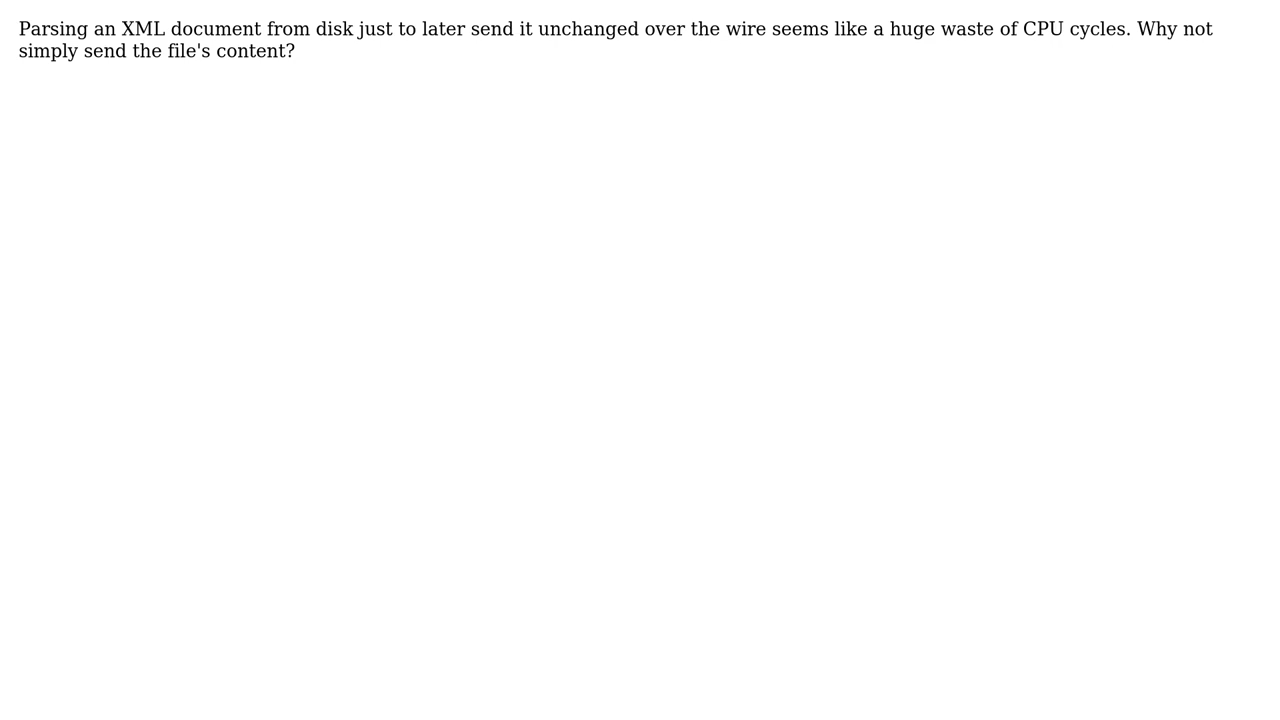 Parsing an XML document from disk just to later send it unchanged over the wire seems like a huge waste of CPU cycles. Why not
simply send the file's content?